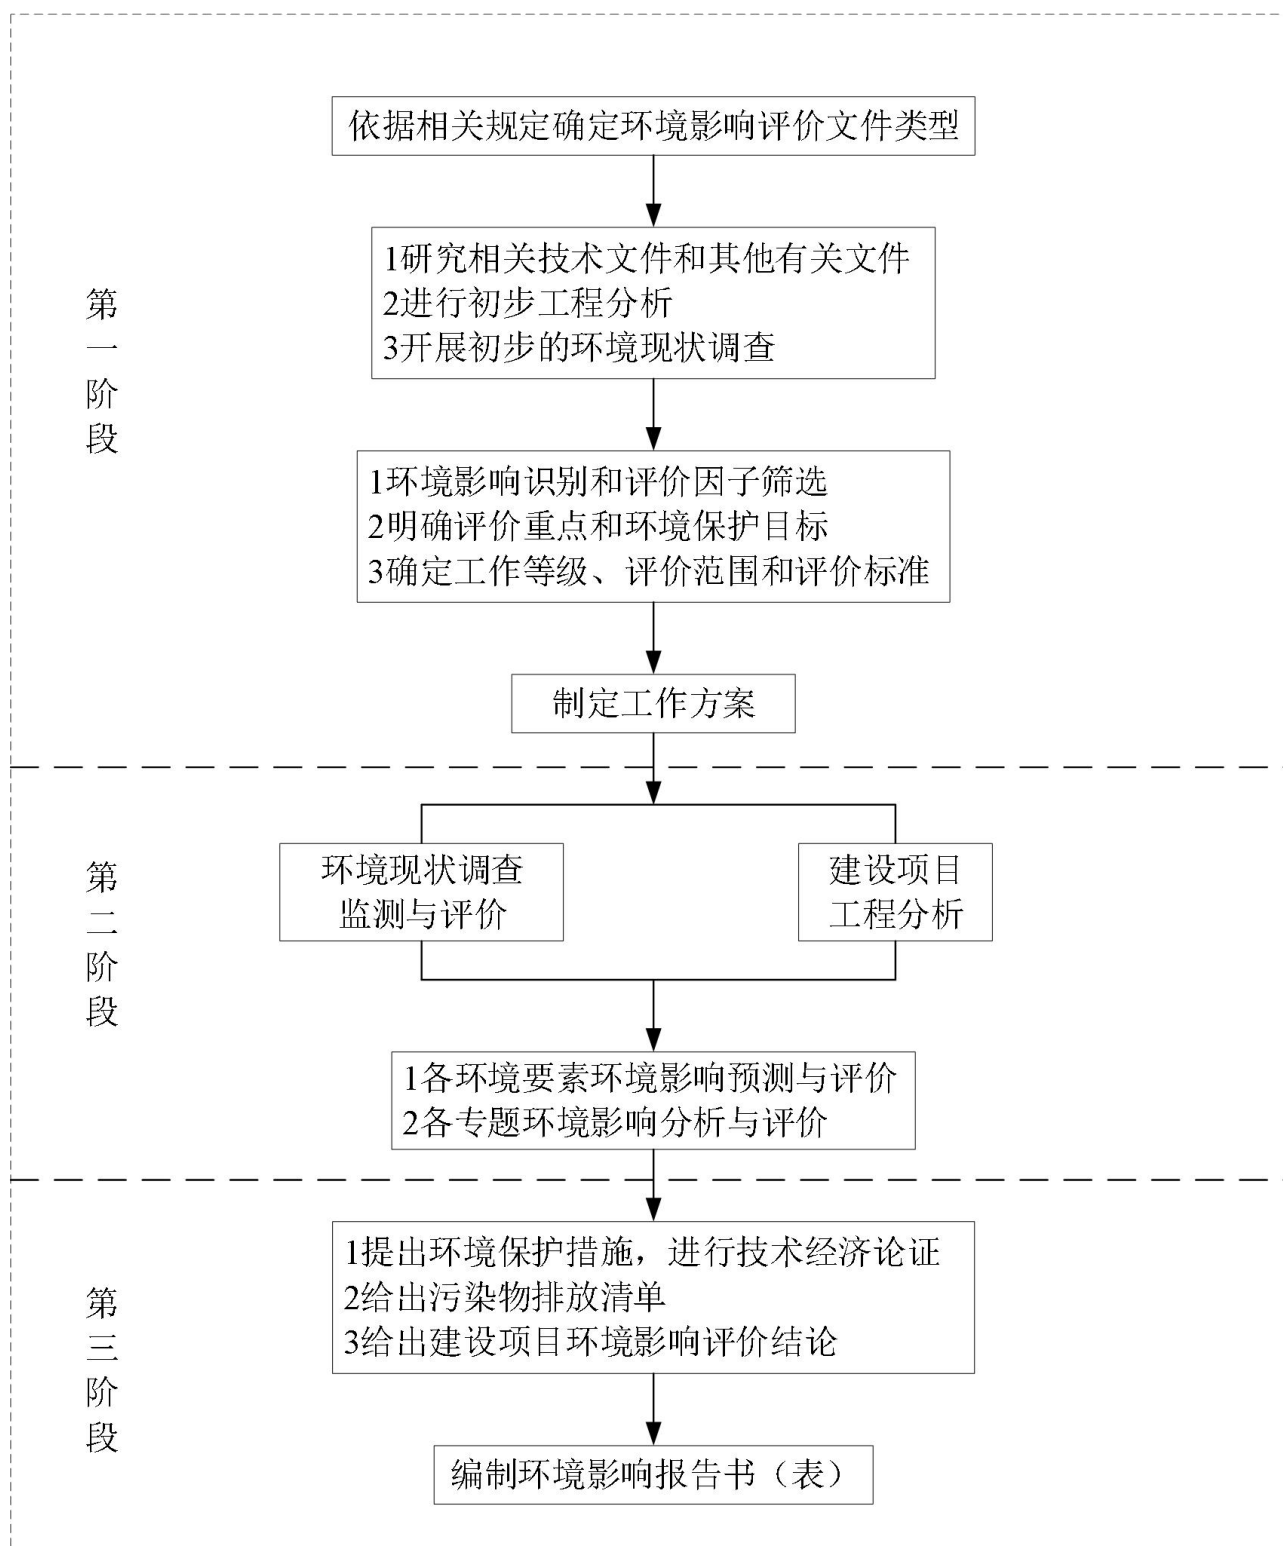 依据相关规定确定环境影响评价文件类型
1研究相关技术文件和其他有关文件
2进行初步工程分析
3开展初步的环境现状调查
第一阶段
1环境影响识别和评价因子筛选
2明确评价重点和环境保护目标
3确定工作等级、评价范围和评价标准
制定工作方案
第二阶段
环境现状调查
监测与评价
建设项目
工程分析
1各环境要素环境影响预测与评价
2各专题环境影响分析与评价
第三阶段
1提出环境保护措施，进行技术经济论证
2给出污染物排放清单
3给出建设项目环境影响评价结论
编制环境影响报告书（表）